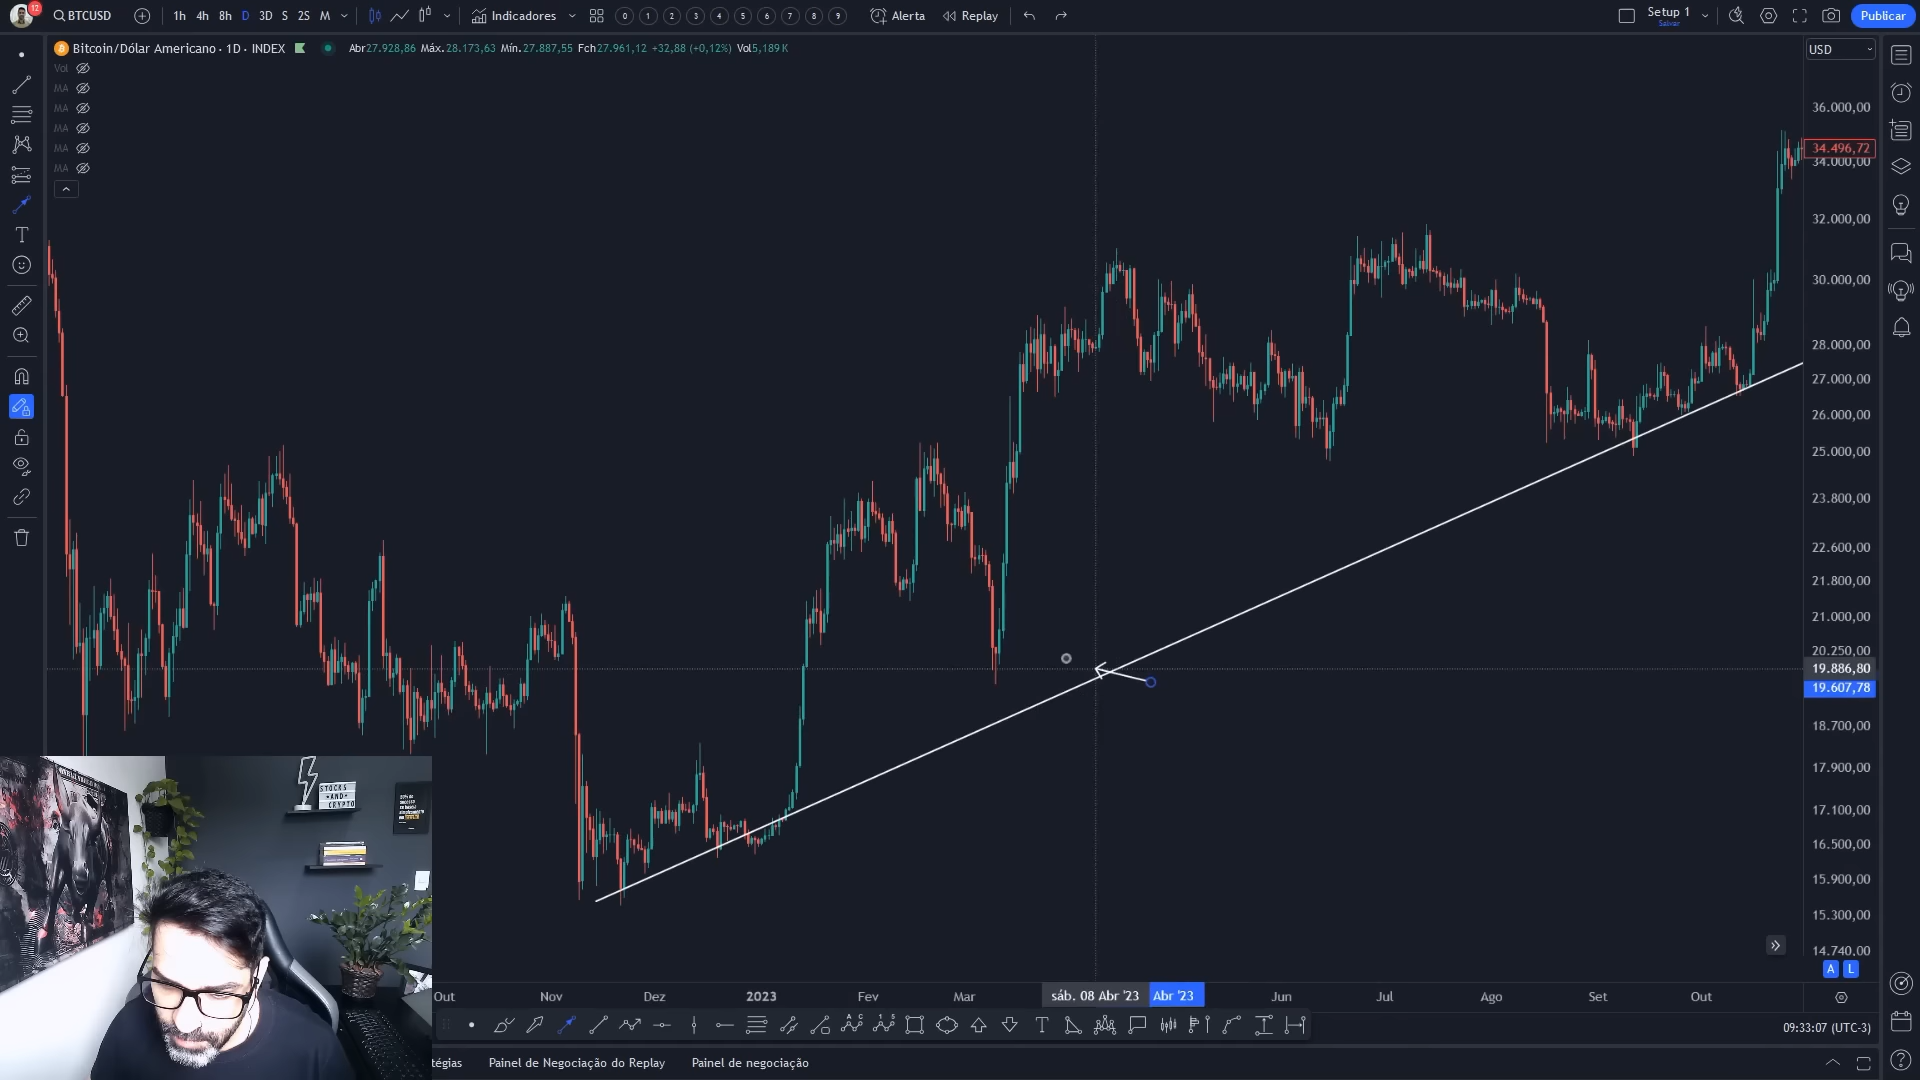 12
BTCUSD
1h 4h 8h D 3D S 2S M
Indicadores
0 1 2 3 4 5 6 7 8 9
Alerta
Replay
Setup 1
Salvar
Publicar
Bitcoin/Dólar Americano · 1D · INDEX
Abr27.928,86 Máx.28.173,63 Mín.27.887,55 Fch27.961,12 +32,88 (+0,12%) Vol5,189 K
USD
Vol
MA
MA
MA
MA
MA
36.000,00
34.496,72
34.000,00
32.000,00
30.000,00
28.000,00
27.000,00
26.000,00
25.000,00
23.800,00
22.600,00
21.800,00
21.000,00
20.250,00
19.886,80
19.607,78
18.700,00
17.900,00
17.100,00
16.500,00
15.900,00
15.300,00
14.740,00
A L
STOCKS
+AND+
CRYPTO
Out Nov Dez 2023 Fev Mar sáb. 08 Abr '23 Abr '23 Jun Jul Ago Set Out
09:33:07 (UTC-3)
tégias Painel de Negociação do Replay Painel de negociação